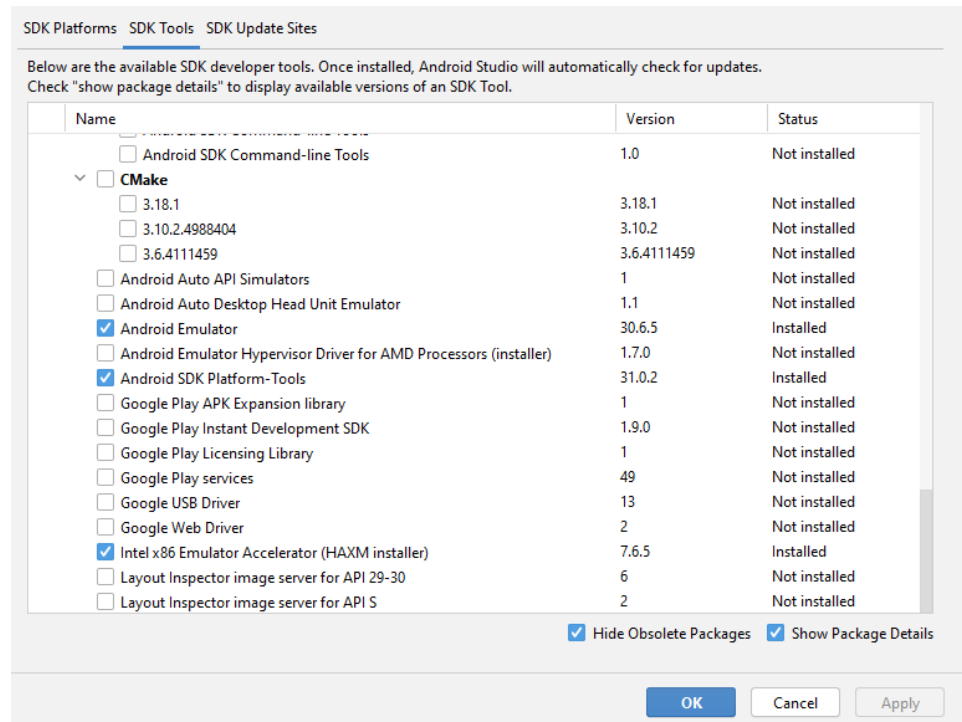 SDK Platforms SDK Tools SDK Update Sites
Below are the available SDK developer tools. Once installed, Android Studio will automatically check for updates.
Check "show package details" to display available versions of an SDK Tool.
Name Version Status
Android SDK Command-line Tools
Android SDK Command-line Tools 1.0 Not installed
CMake
3.18.1 3.18.1 Not installed
3.10.2.4988404 3.10.2 Not installed
3.6.4111459 3.6.4111459 Not installed
Android Auto API Simulators 1 Not installed
Android Auto Desktop Head Unit Emulator 1.1 Not installed
Android Emulator 30.6.5 Installed
Android Emulator Hypervisor Driver for AMD Processors (installer) 1.7.0 Not installed
Android SDK Platform-Tools 31.0.2 Installed
Google Play APK Expansion library 1 Not installed
Google Play Instant Development SDK 1.9.0 Not installed
Google Play Licensing Library 1 Not installed
Google Play services 49 Not installed
Google USB Driver 13 Not installed
Google Web Driver 2 Not installed
Intel x86 Emulator Accelerator (HAXM installer) 7.6.5 Installed
Layout Inspector image server for API 29-30 6 Not installed
Layout Inspector image server for API S 2 Not installed
Hide Obsolete Packages Show Package Details
OK Cancel Apply